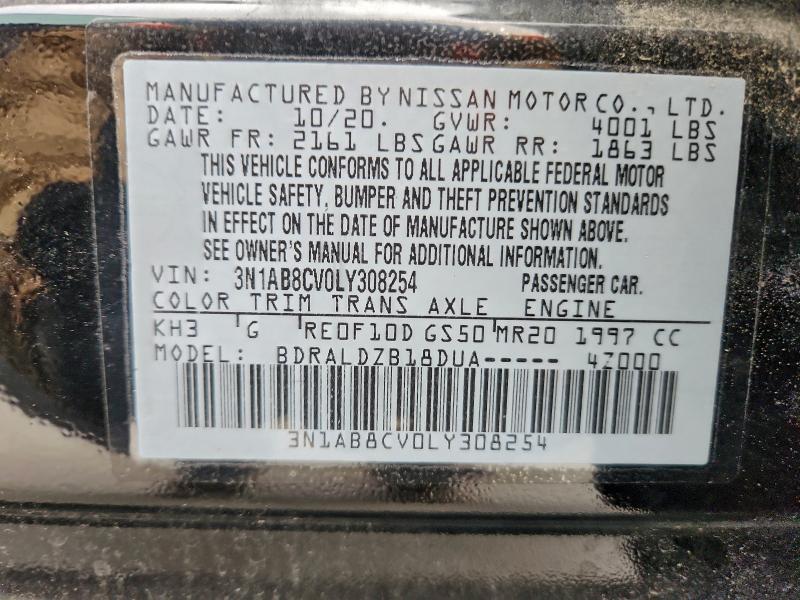 MANUFACTURED BY NISSAN MOTOR CO., LTD.
DATE: 10/20. GVWR: 4001 LBS
GAWR FR: 2161 LBS GAWR RR: 1863 LBS
THIS VEHICLE CONFORMS TO ALL APPLICABLE FEDERAL MOTOR
VEHICLE SAFETY, BUMPER AND THEFT PREVENTION STANDARDS
IN EFFECT ON THE DATE OF MANUFACTURE SHOWN ABOVE.
SEE OWNER'S MANUAL FOR ADDITIONAL INFORMATION.
VIN: 3N1AB8CV0LY308254 PASSENGER CAR.
COLOR TRIM TRANS AXLE ENGINE
KH3 G RE0F10D GS50 MR20 1997 CC
MODEL: BDRALDZB18DUA----- 4Z000
3N1AB8CV0LY308254